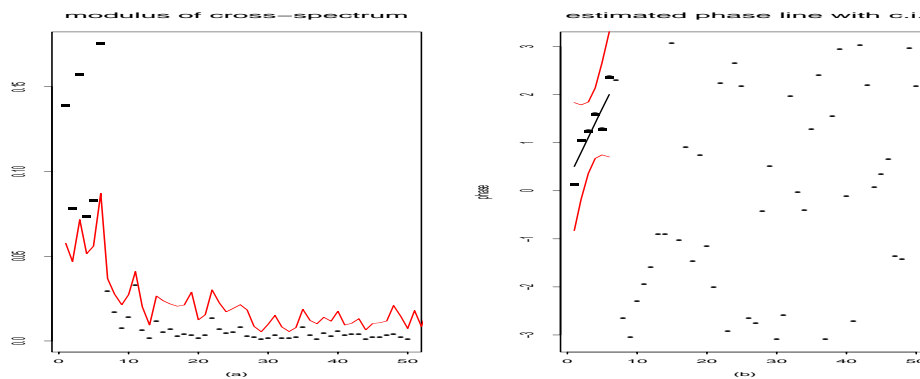 modulus of cross-spectrum
0.15
0.10
0.05
0.0
0 10 20 30 40 50
(a)
estimated phase line with c.i.
phase
3
2
1
0
-1
-2
-3
0 10 20 30 40 50
(b)